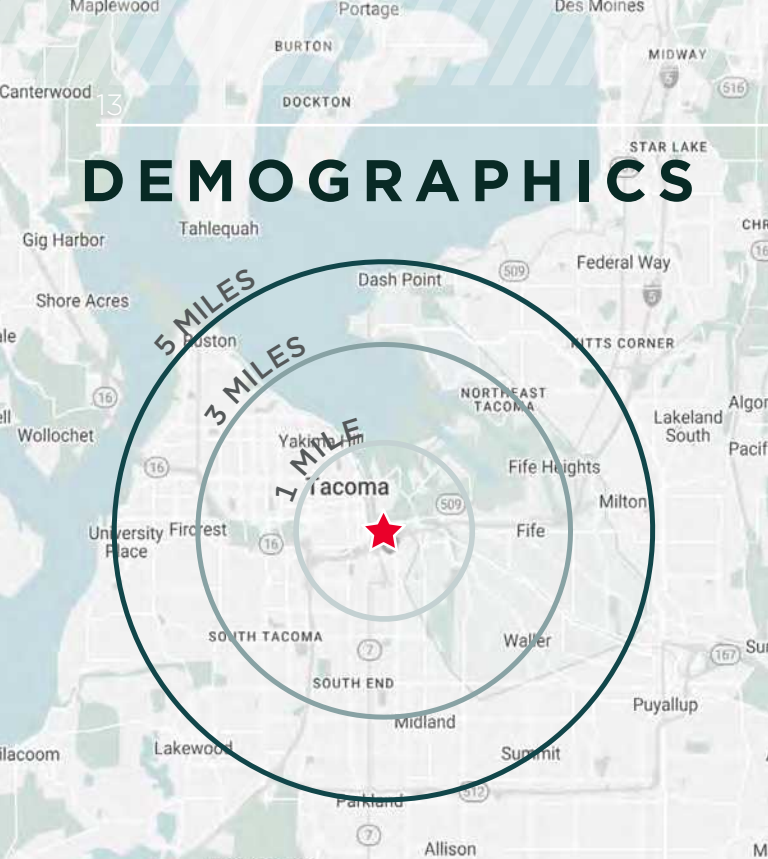 Maplewood
Portage
Des Moines
BURTON
MIDWAY
5
516
Canterwood
13
DOCKTON
STAR LAKE
DEMOGRAPHICS
Tahlequah
Gig Harbor
Federal Way
509
Dash Point
5
Shore Acres
5 MILES
Ruston
3 MILES
KITTS CORNER
16
NORTHEAST
TACOMA
Lakeland
South
Wollochet
Yakima Hill
1 MILE
16
Fife Heights
Tacoma
509
Milton
University
Place
Fircrest
16
Fife
SOUTH TACOMA
Waller
7
167
SOUTH END
Puyallup
Midland
Lakewood
Summit
512
Parkland
7
Allison